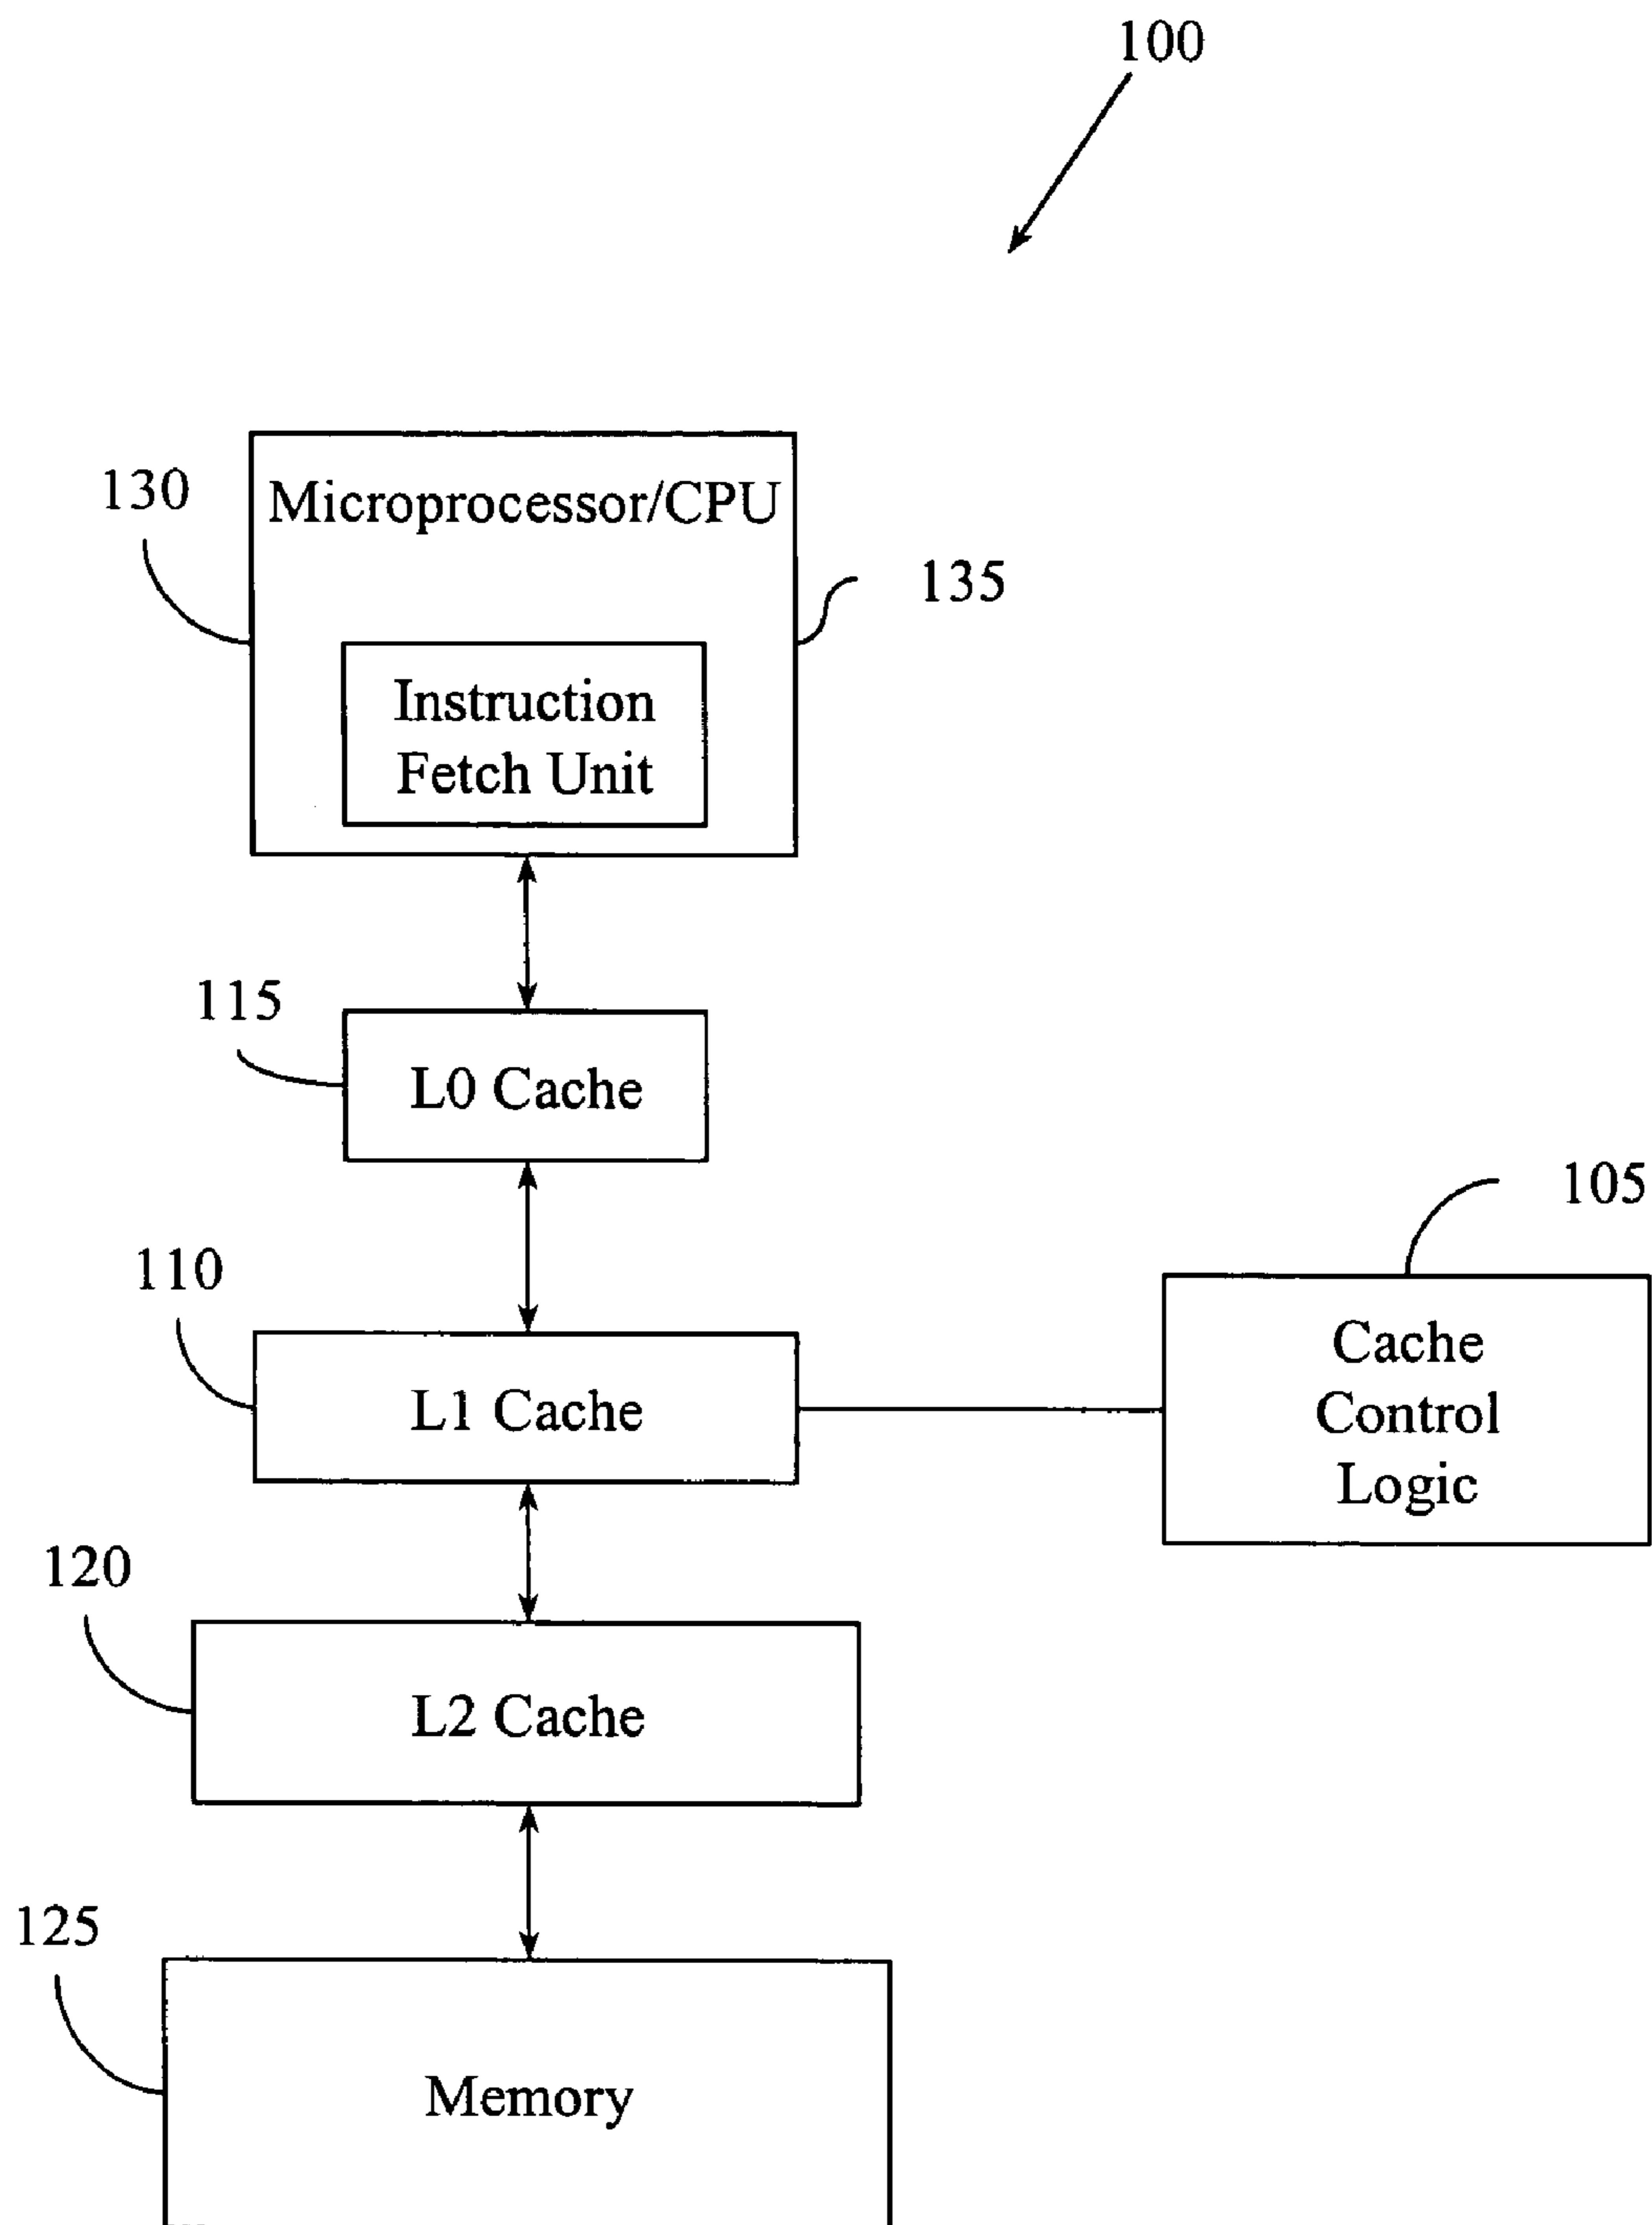 100
130
Microprocessor/CPU
135
Instruction
Fetch Unit
115
L0 Cache
105
110
L1 Cache
Cache
Control
Logic
120
L2 Cache
125
Memory